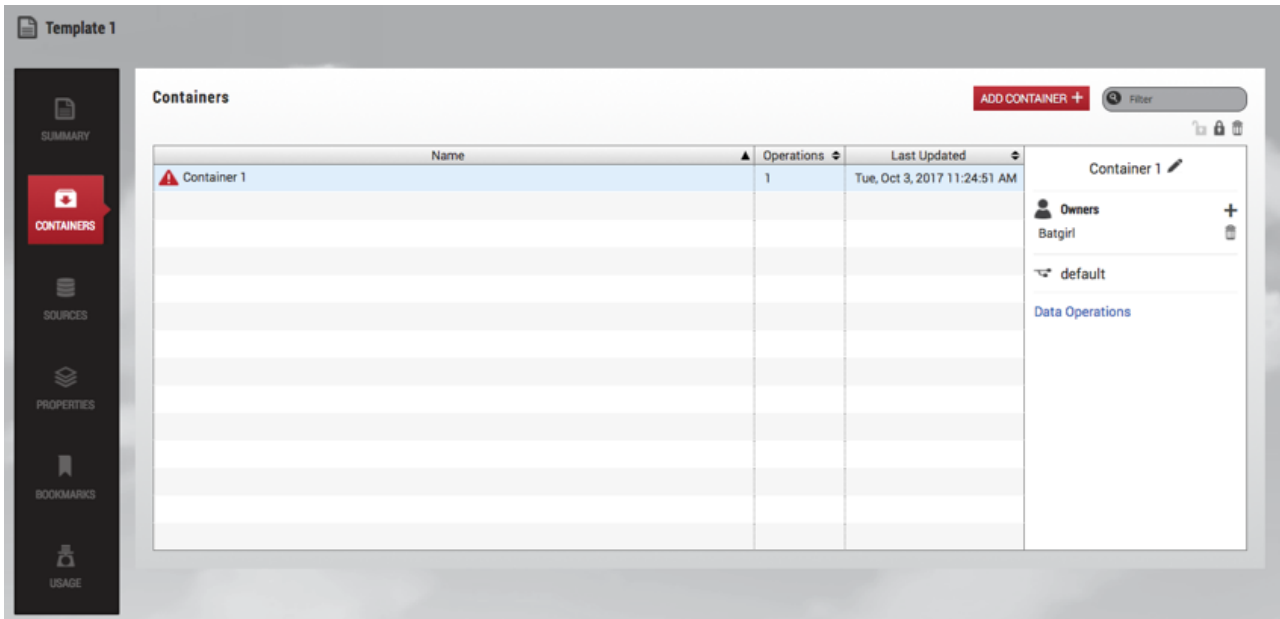 Template 1
SUMMARY
CONTAINERS
SOURCES
PROPERTIES
BOOKMARKS
USAGE
Containers
ADD CONTAINER +
Filter
Name Operations Last Updated
Container 1 1 Tue, Oct 3, 2017 11:24:51 AM
Container 1
Owners
Batgirl
default
Data Operations